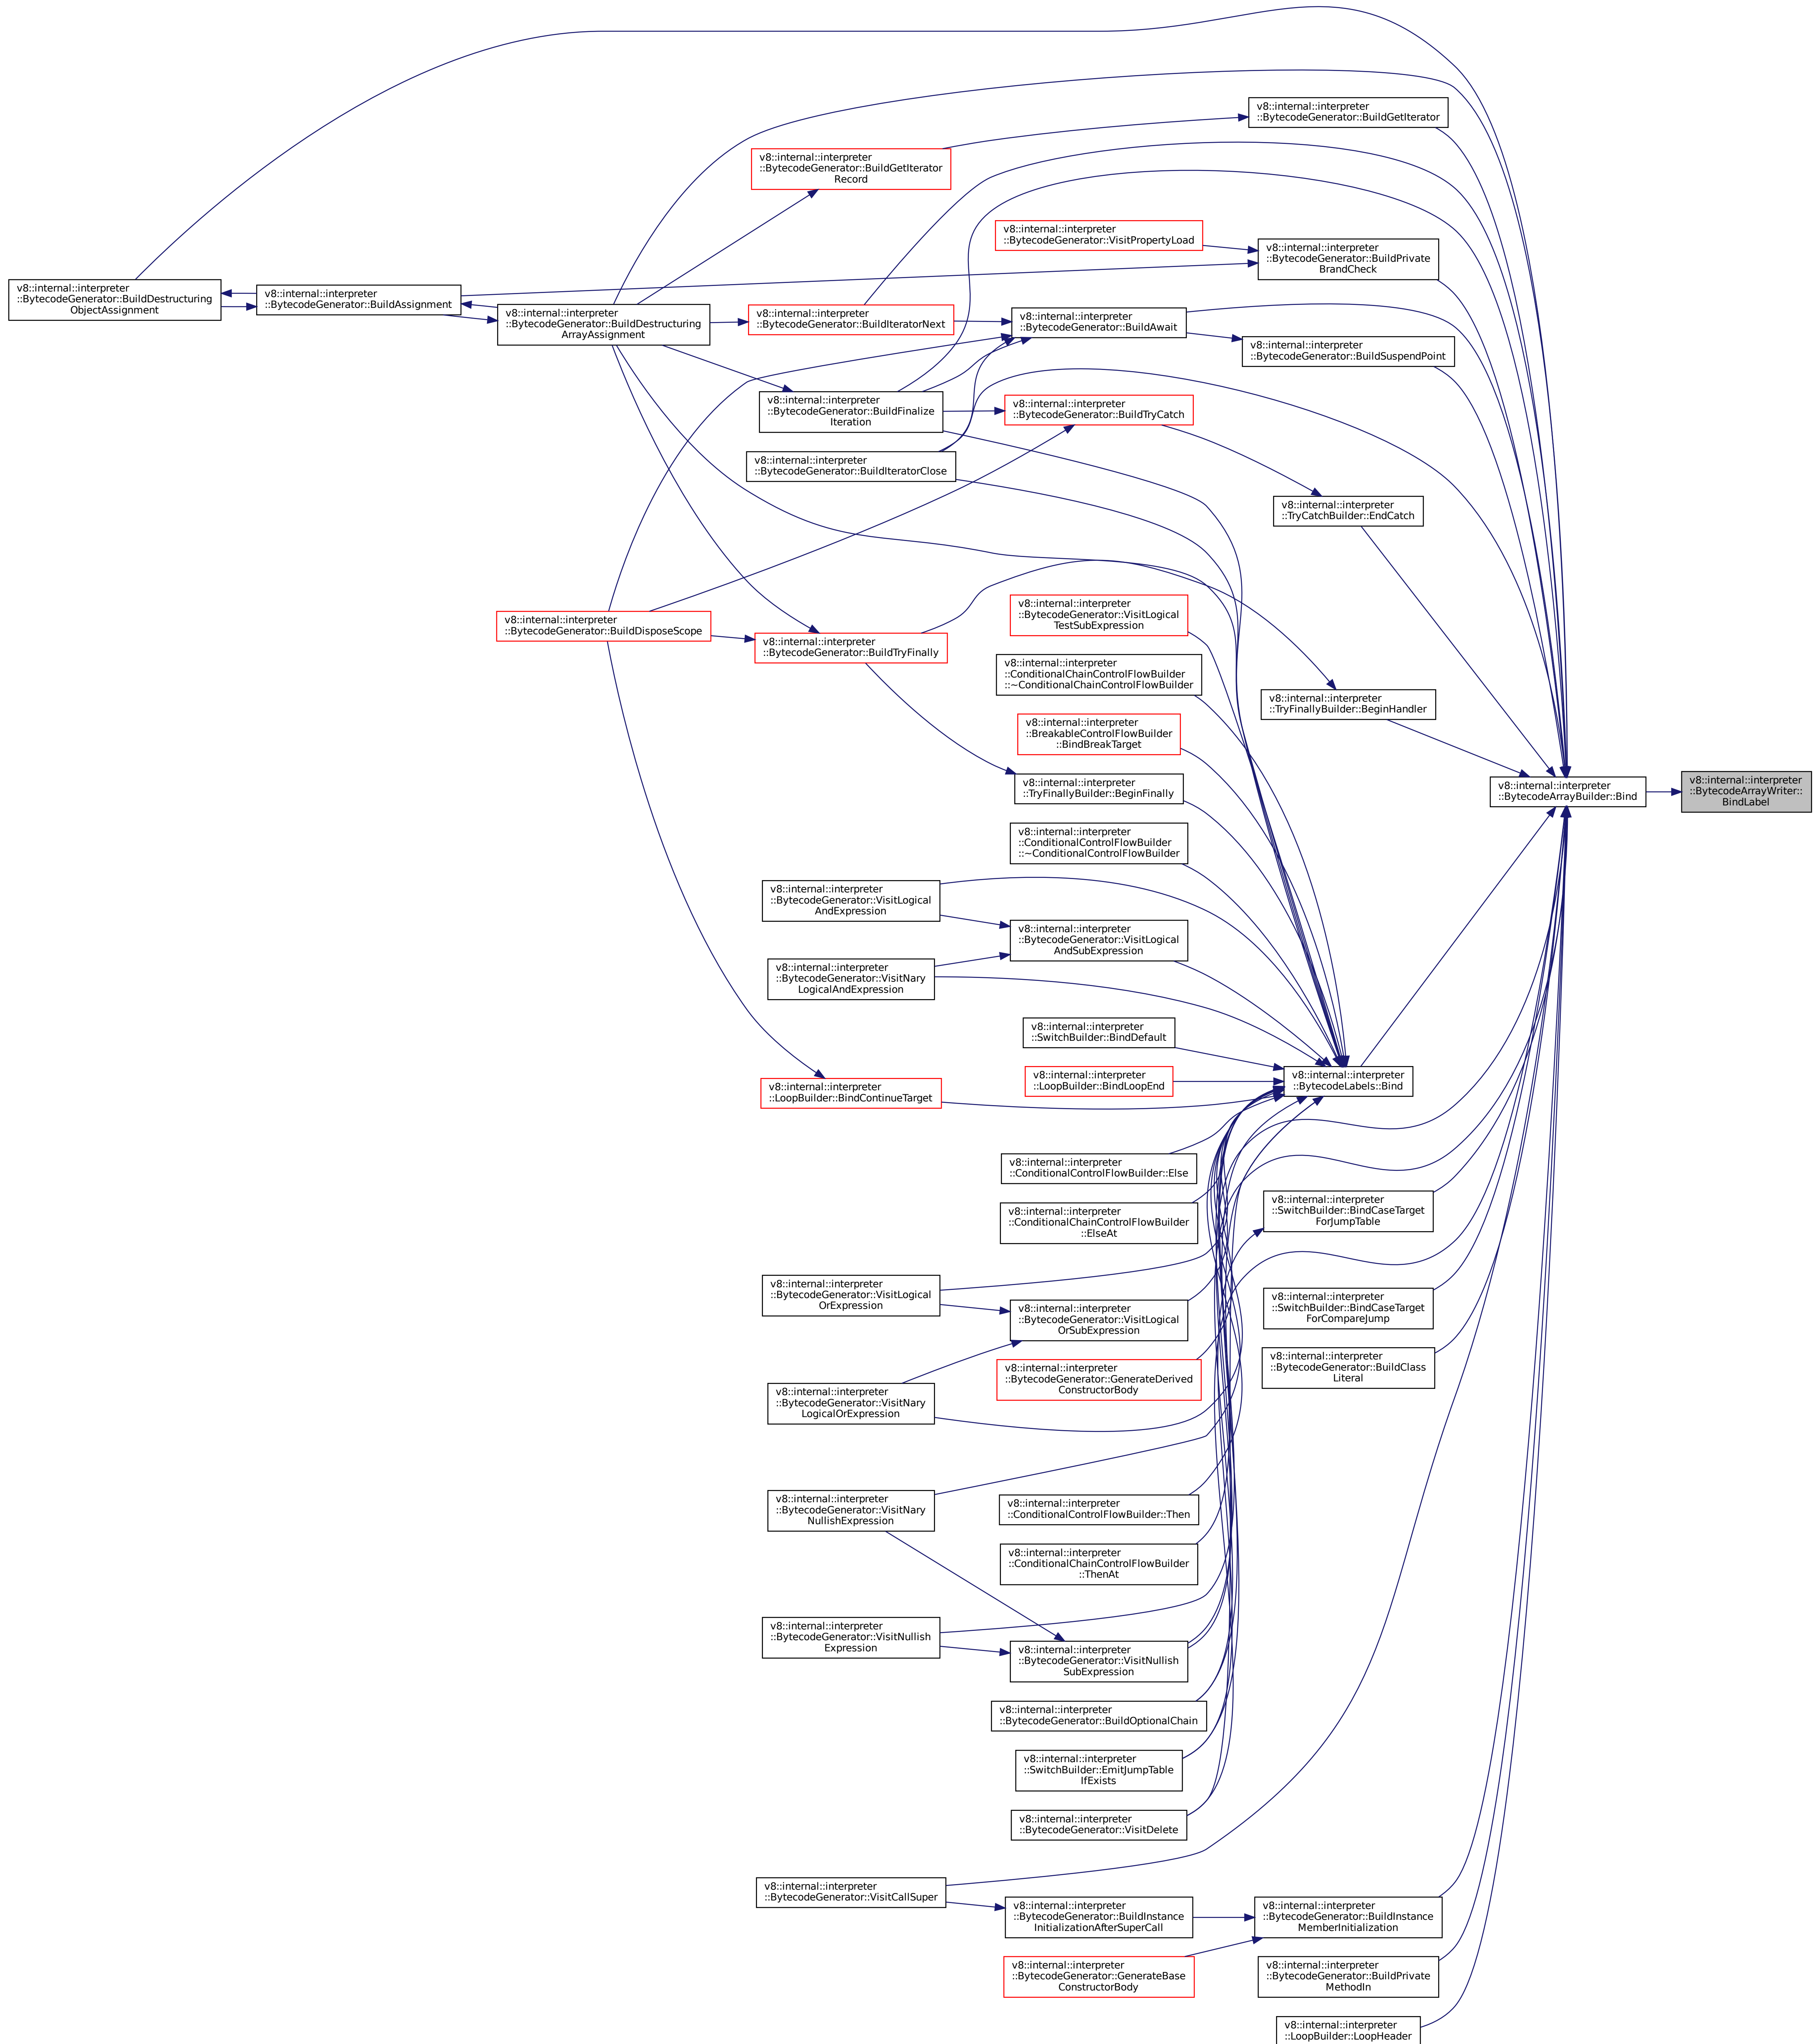 v8::internal::interpreter
::BytecodeGenerator::BuildGetIterator
v8::internal::interpreter
::BytecodeGenerator::BuildGetIterator
Record
v8::internal::interpreter
::BytecodeGenerator::VisitPropertyLoad
v8::internal::interpreter
::BytecodeGenerator::BuildPrivate
BrandCheck
v8::internal::interpreter
::BytecodeGenerator::BuildDestructuring
ObjectAssignment
v8::internal::interpreter
::BytecodeGenerator::BuildAssignment
v8::internal::interpreter
::BytecodeGenerator::BuildDestructuring
ArrayAssignment
v8::internal::interpreter
::BytecodeGenerator::BuildIteratorNext
v8::internal::interpreter
::BytecodeGenerator::BuildAwait
v8::internal::interpreter
::BytecodeGenerator::BuildSuspendPoint
v8::internal::interpreter
::BytecodeGenerator::BuildFinalize
Iteration
v8::internal::interpreter
::BytecodeGenerator::BuildTryCatch
v8::internal::interpreter
::BytecodeGenerator::BuildIteratorClose
v8::internal::interpreter
::TryCatchBuilder::EndCatch
v8::internal::interpreter
::BytecodeGenerator::VisitLogical
TestSubExpression
v8::internal::interpreter
::BytecodeGenerator::BuildDisposeScope
v8::internal::interpreter
::BytecodeGenerator::BuildTryFinally
v8::internal::interpreter
::ConditionalChainControlFlowBuilder
::~ConditionalChainControlFlowBuilder
v8::internal::interpreter
::TryFinallyBuilder::BeginHandler
v8::internal::interpreter
::BreakableControlFlowBuilder
::BindBreakTarget
v8::internal::interpreter
::TryFinallyBuilder::BeginFinally
v8::internal::interpreter
::BytecodeArrayBuilder::Bind
v8::internal::interpreter
::BytecodeArrayWriter::
BindLabel
v8::internal::interpreter
::ConditionalControlFlowBuilder
::~ConditionalControlFlowBuilder
v8::internal::interpreter
::BytecodeGenerator::VisitLogical
AndExpression
v8::internal::interpreter
::BytecodeGenerator::VisitLogical
AndSubExpression
v8::internal::interpreter
::BytecodeGenerator::VisitNary
LogicalAndExpression
v8::internal::interpreter
::SwitchBuilder::BindDefault
v8::internal::interpreter
::LoopBuilder::BindContinueTarget
v8::internal::interpreter
::LoopBuilder::BindLoopEnd
v8::internal::interpreter
::BytecodeLabels::Bind
v8::internal::interpreter
::ConditionalControlFlowBuilder::Else
v8::internal::interpreter
::ConditionalChainControlFlowBuilder
::ElseAt
v8::internal::interpreter
::SwitchBuilder::BindCaseTarget
ForJumpTable
v8::internal::interpreter
::BytecodeGenerator::VisitLogical
OrExpression
v8::internal::interpreter
::BytecodeGenerator::VisitLogical
OrSubExpression
v8::internal::interpreter
::SwitchBuilder::BindCaseTarget
ForCompareJump
v8::internal::interpreter
::BytecodeGenerator::GenerateDerived
ConstructorBody
v8::internal::interpreter
::BytecodeGenerator::BuildClass
Literal
v8::internal::interpreter
::BytecodeGenerator::VisitNary
LogicalOrExpression
v8::internal::interpreter
::BytecodeGenerator::VisitNary
NullishExpression
v8::internal::interpreter
::ConditionalControlFlowBuilder::Then
v8::internal::interpreter
::ConditionalChainControlFlowBuilder
::ThenAt
v8::internal::interpreter
::BytecodeGenerator::VisitNullish
Expression
v8::internal::interpreter
::BytecodeGenerator::VisitNullish
SubExpression
v8::internal::interpreter
::BytecodeGenerator::BuildOptionalChain
v8::internal::interpreter
::SwitchBuilder::EmitJumpTable
IfExists
v8::internal::interpreter
::BytecodeGenerator::VisitDelete
v8::internal::interpreter
::BytecodeGenerator::VisitCallSuper
v8::internal::interpreter
::BytecodeGenerator::BuildInstance
InitializationAfterSuperCall
v8::internal::interpreter
::BytecodeGenerator::BuildInstance
MemberInitialization
v8::internal::interpreter
::BytecodeGenerator::GenerateBase
ConstructorBody
v8::internal::interpreter
::BytecodeGenerator::BuildPrivate
MethodIn
v8::internal::interpreter
::LoopBuilder::LoopHeader